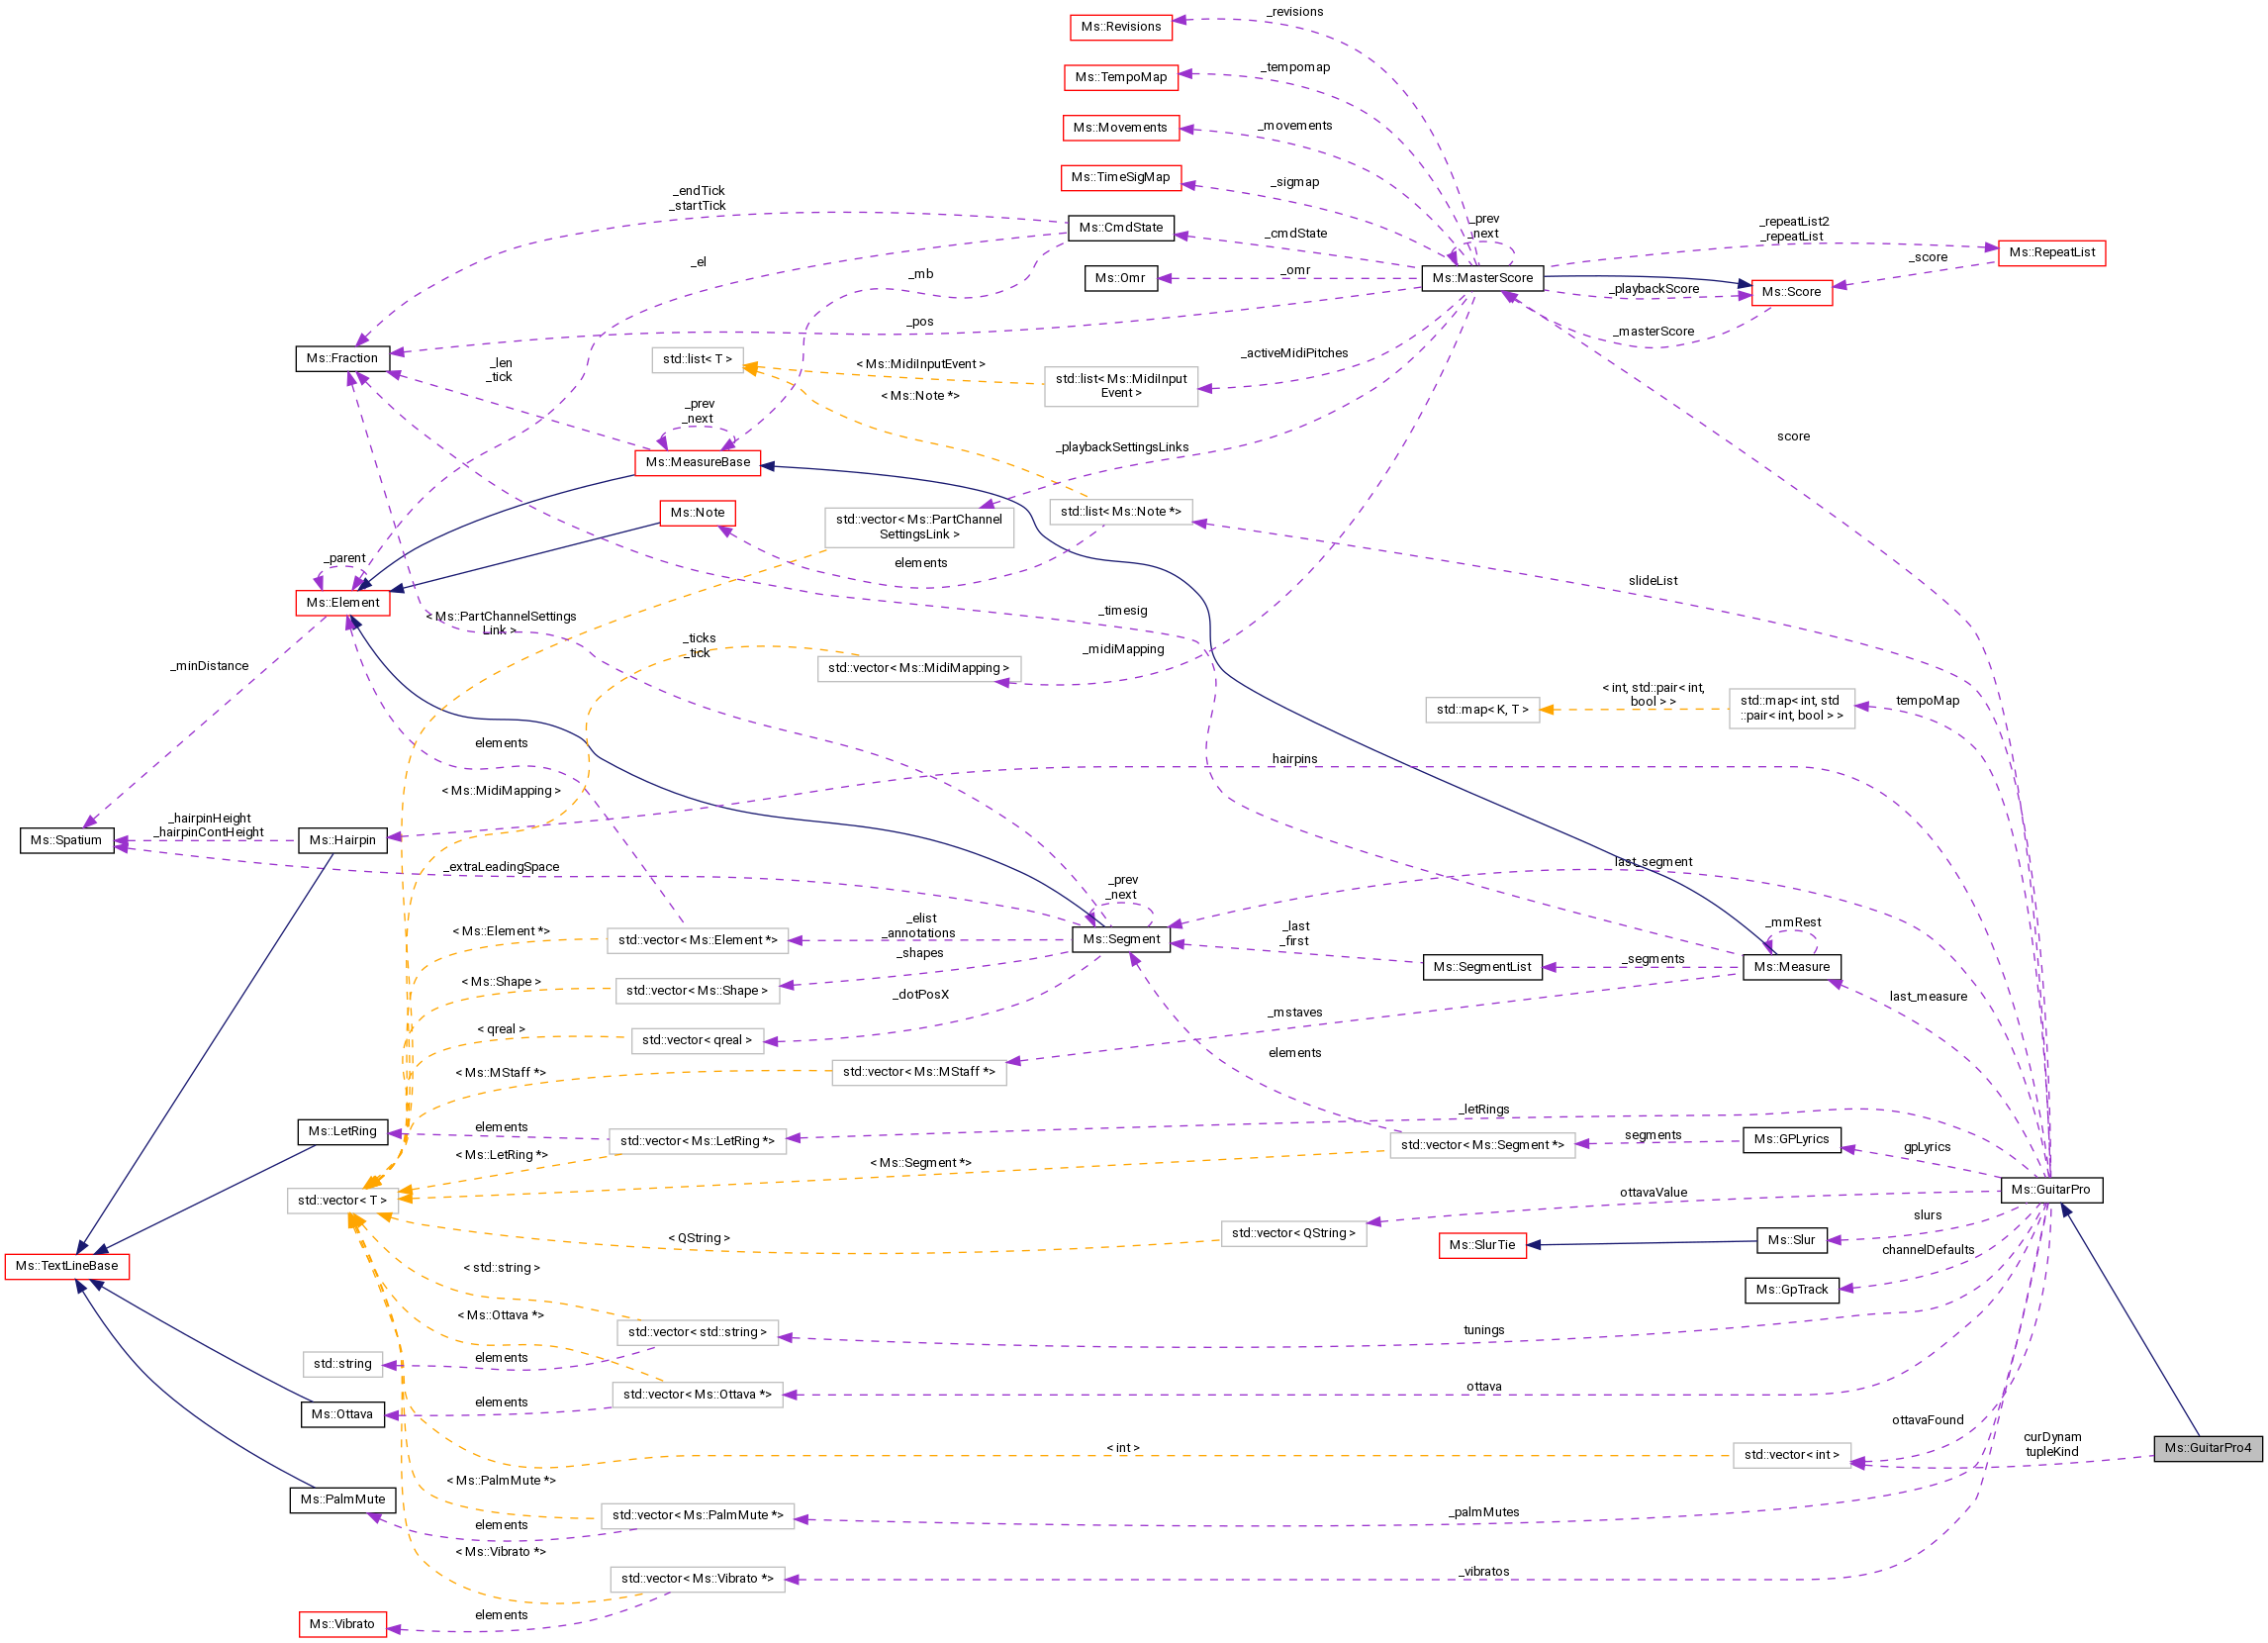 _revisions
Ms::Revisions
_tempomap
Ms::TempoMap
_movements
Ms::Movements
_sigmap
Ms::TimeSigMap
_endTick
_startTick
Ms::CmdState
_cmdState
_prev
_next
_repeatList2
_repeatList
Ms::RepeatList
_el
_mb
Ms::Omr
_omr
Ms::MasterScore
_playbackScore
Ms::Score
_score
_pos
_masterScore
Ms::Fraction
_len
_tick
std::list< T >
< Ms::MidiInputEvent >
std::list< Ms::MidiInput
Event >
_activeMidiPitches
< Ms::Note *>
_prev
_next
score
Ms::MeasureBase
_playbackSettingsLinks
Ms::Note
std::vector< Ms::PartChannel
SettingsLink >
std::list< Ms::Note *>
_parent
elements
slideList
Ms::Element
< Ms::PartChannelSettings
Link >
_timesig
_ticks
_tick
_minDistance
std::vector< Ms::MidiMapping >
_midiMapping
< int, std::pair< int,
bool > >
std::map< K, T >
std::map< int, std
::pair< int, bool > >
tempoMap
elements
hairpins
< Ms::MidiMapping >
_hairpinHeight
_hairpinContHeight
Ms::Spatium
Ms::Hairpin
_extraLeadingSpace
_prev
_next
last_segment
< Ms::Element *>
std::vector< Ms::Element *>
_elist
_annotations
Ms::Segment
_last
_first
_mmRest
_shapes
< Ms::Shape >
std::vector< Ms::Shape >
Ms::SegmentList
_segments
Ms::Measure
_dotPosX
last_measure
< qreal >
std::vector< qreal >
_mstaves
elements
< Ms::MStaff *>
std::vector< Ms::MStaff *>
_letRings
Ms::LetRing
elements
std::vector< Ms::LetRing *>
< Ms::LetRing *>
std::vector< Ms::Segment *>
segments
Ms::GPLyrics
gpLyrics
< Ms::Segment *>
std::vector< T >
ottavaValue
Ms::GuitarPro
< QString >
std::vector< QString >
slurs
Ms::SlurTie
Ms::Slur
channelDefaults
Ms::TextLineBase
< std::string >
Ms::GpTrack
< Ms::Ottava *>
std::vector< std::string >
tunings
std::string
elements
std::vector< Ms::Ottava *>
ottava
elements
Ms::Ottava
ottavaFound
< int >
std::vector< int >
curDynam
tupleKind
Ms::GuitarPro4
< Ms::PalmMute *>
Ms::PalmMute
std::vector< Ms::PalmMute *>
_palmMutes
elements
< Ms::Vibrato *>
std::vector< Ms::Vibrato *>
_vibratos
elements
Ms::Vibrato